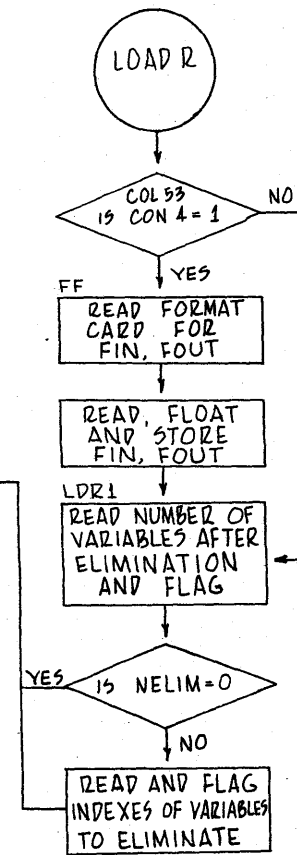 LOAD R
COL 53
IS CON 4 = 1
NO
YES
FF
READ FORMAT
CARD FOR
FIN, FOUT
READ, FLOAT
AND STORE
FIN, FOUT
LDR1
READ NUMBER OF
VARIABLES AFTER
ELIMINATION
AND FLAG
YES
IS NELIM=0
NO
READ AND FLAG
INDEXES OF VARIABLES
TO ELIMINATE